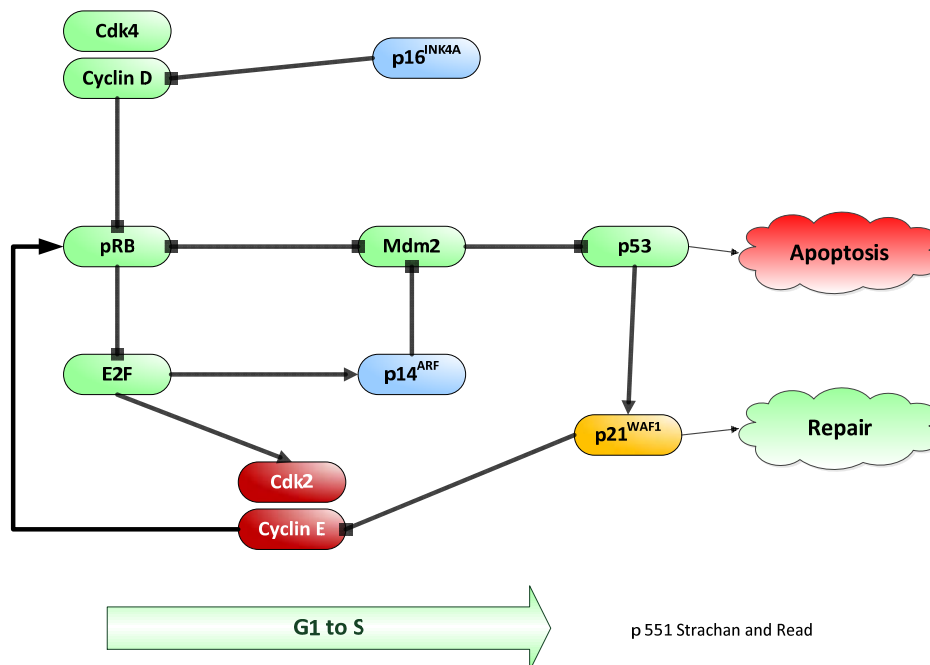 Cdk4
Cyclin D
p16INK4A
pRB
Mdm2
p53
Apoptosis
E2F
p14ARF
p21WAF1
Repair
Cdk2
Cyclin E
G1 to S
p 551 Strachan and Read